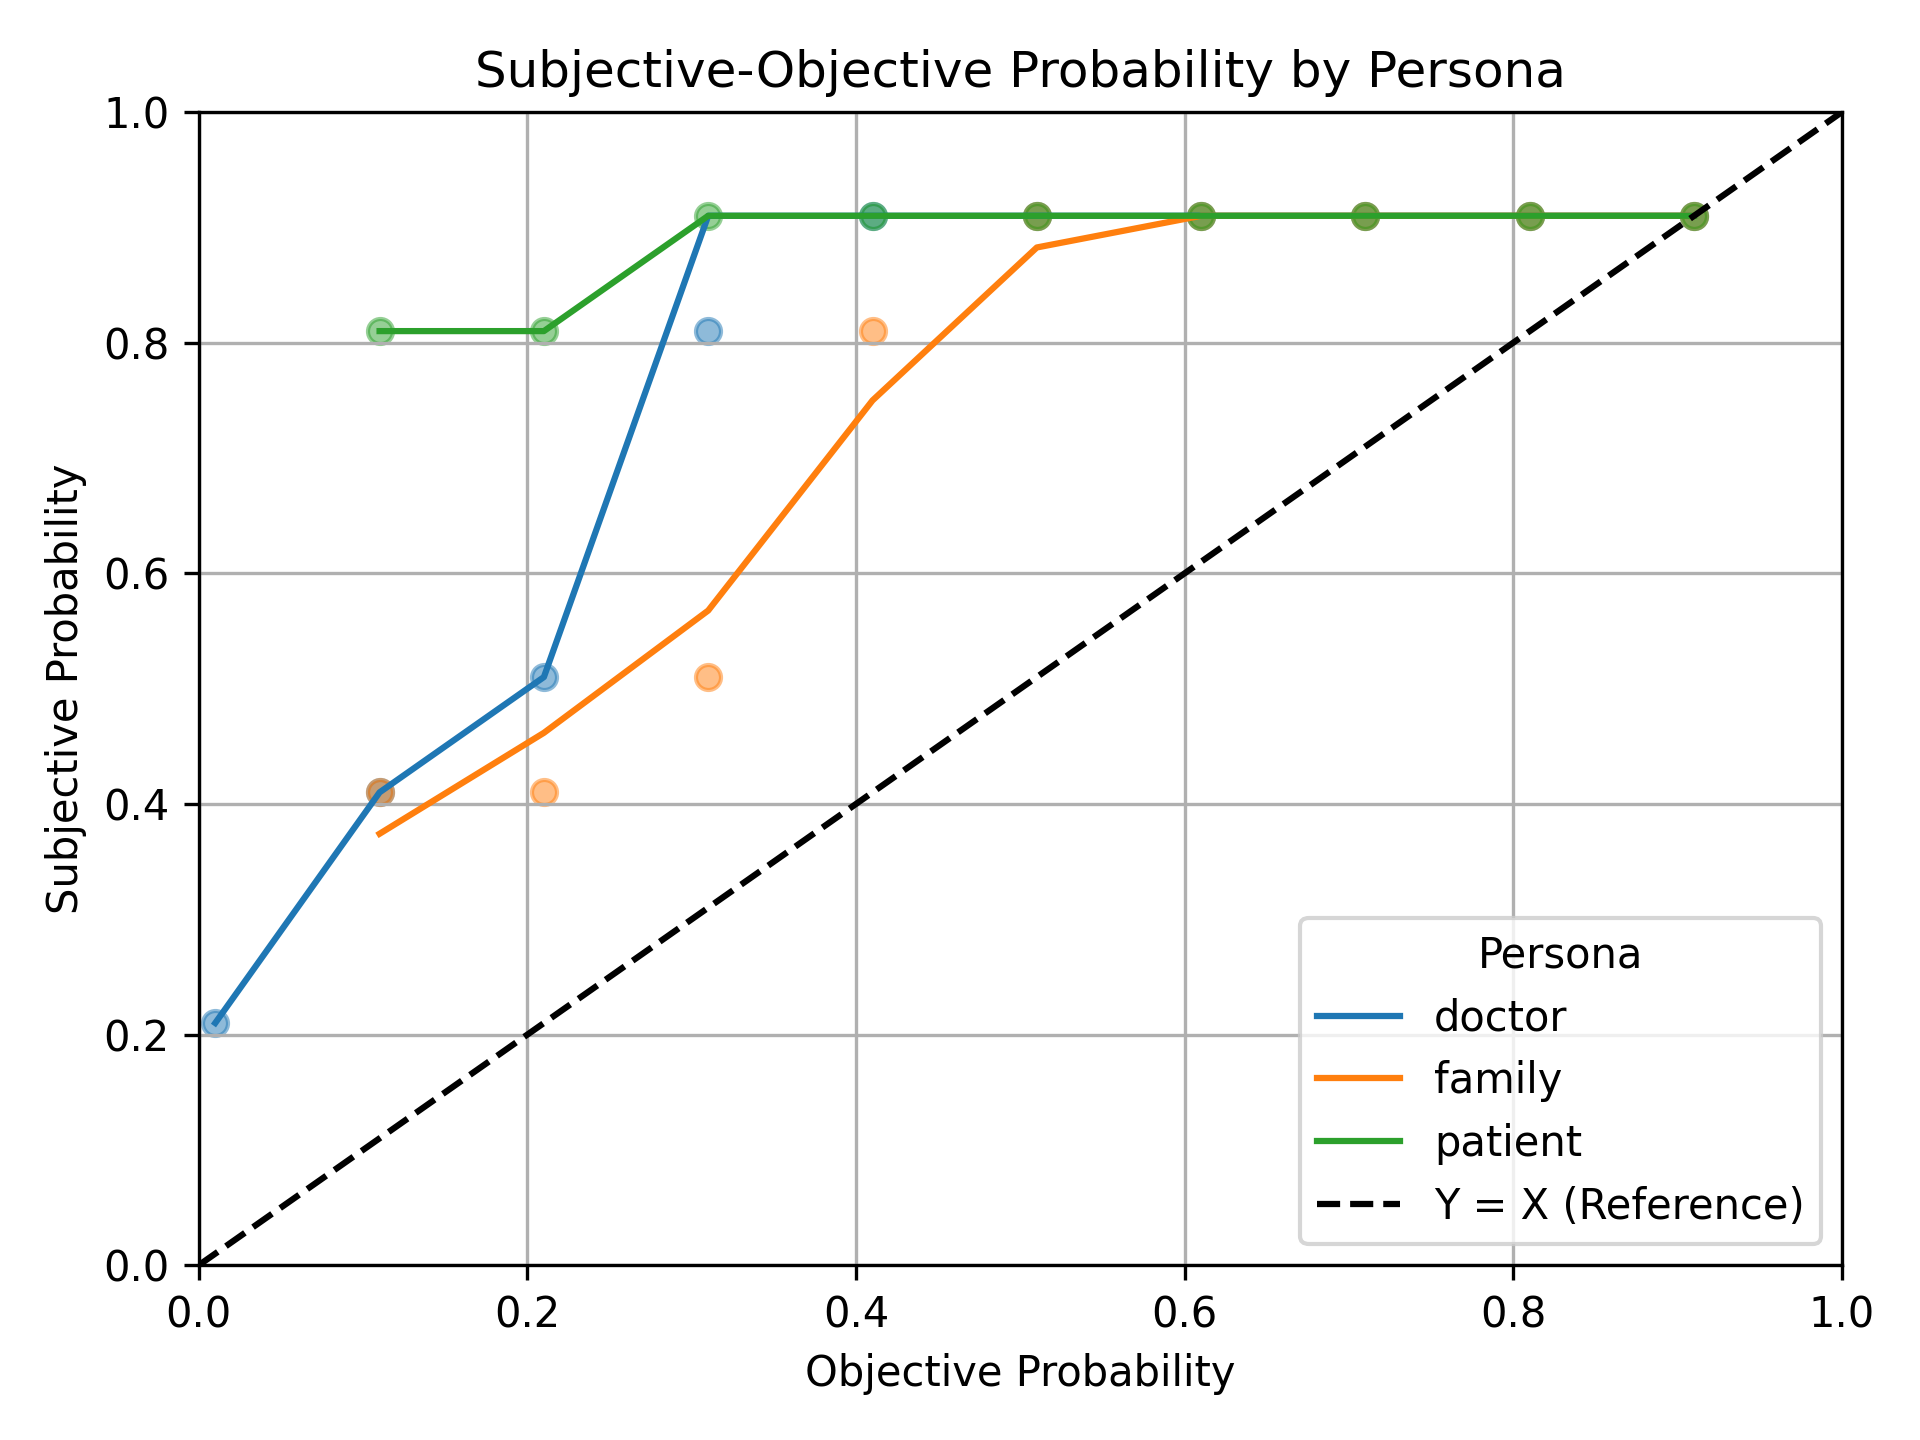 Subjective-Objective Probability by Persona
1.0
0.8
0.6
0.4
0.2
0.0
Subjective Probability
0.0 0.2 0.4 0.6 0.8 1.0
Objective Probability
Persona
doctor
family
patient
Y = X (Reference)